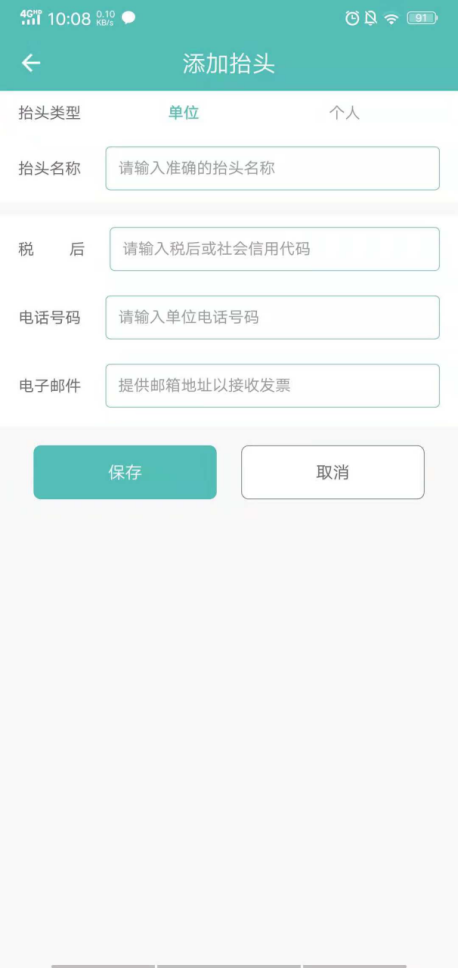 4G 10:08 0.10 KB/s 91
添加抬头
抬头类型 单位 个人
抬头名称 请输入准确的抬头名称
税 后 请输入税后或社会信用代码
电话号码 请输入单位电话号码
电子邮件 提供邮箱地址以接收发票
保存 取消